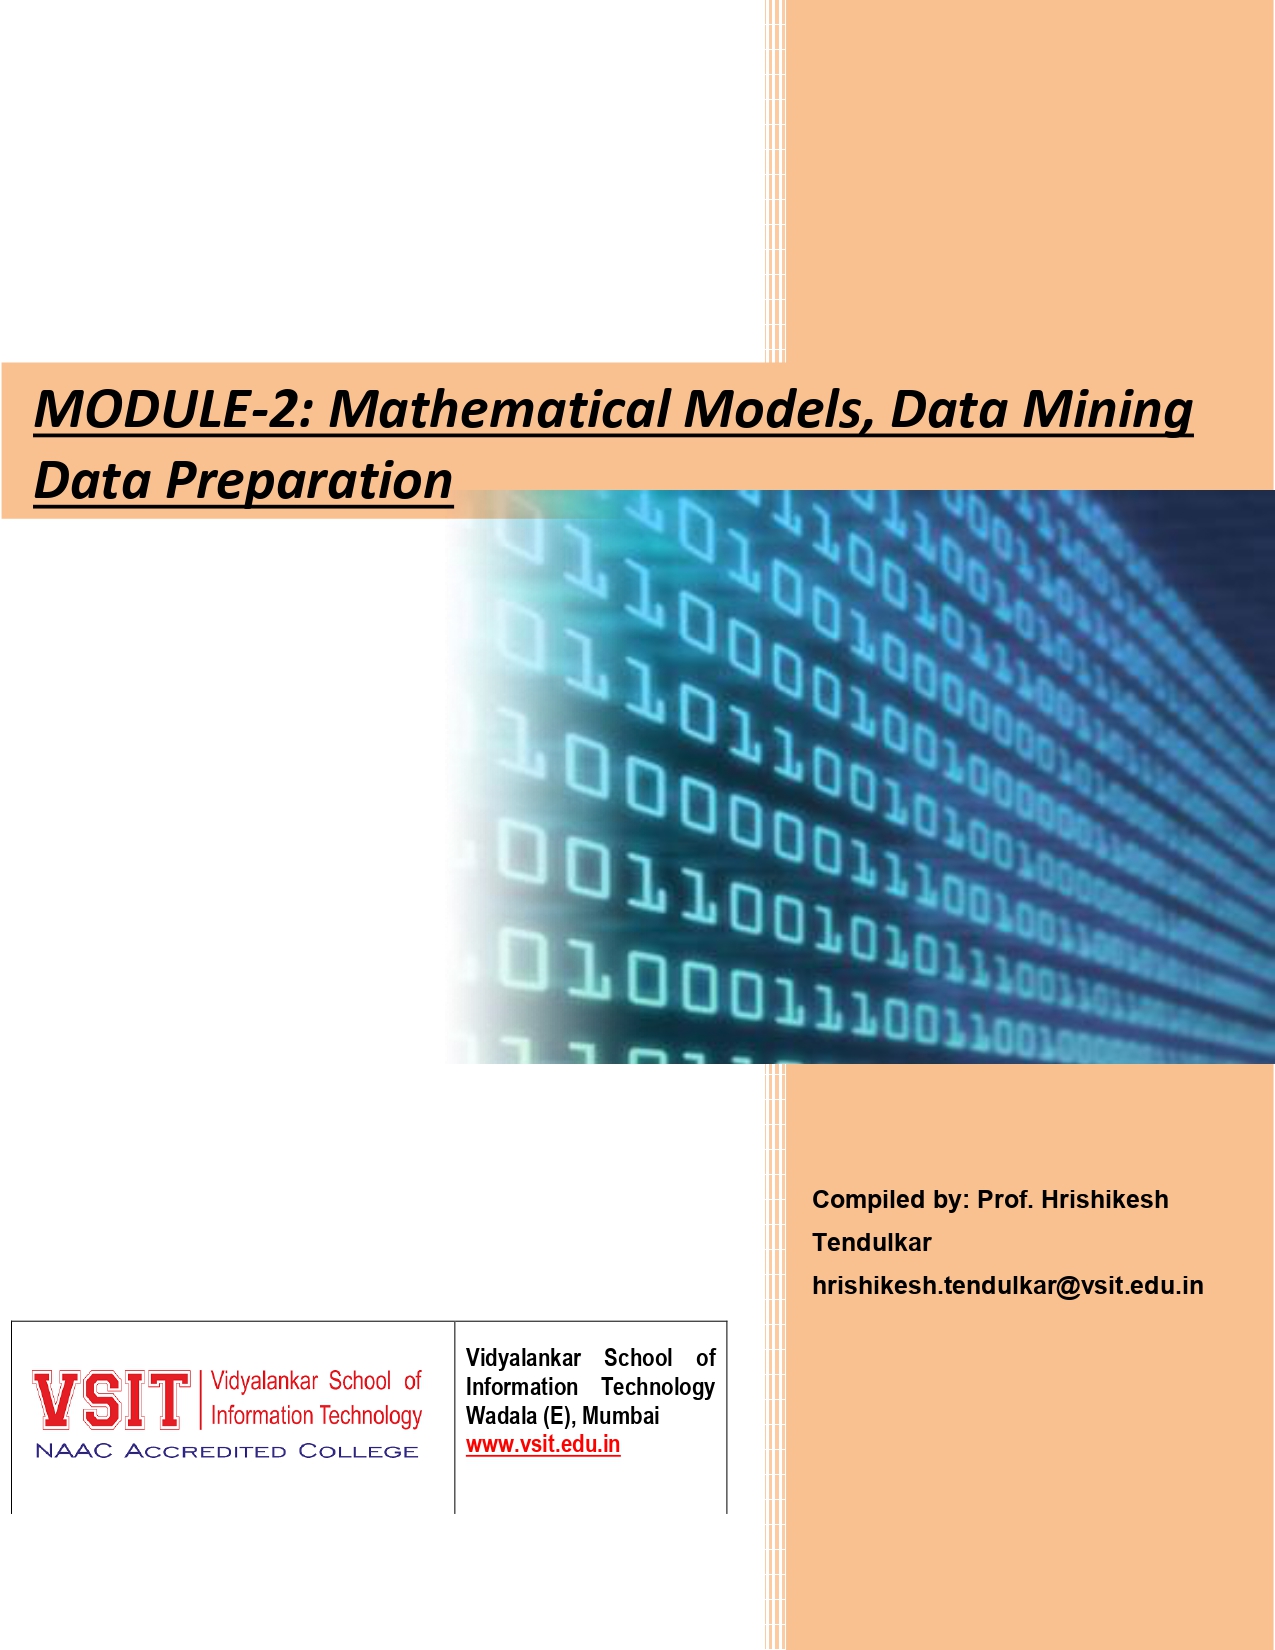 MODULE-2: Mathematical Models, Data Mining
Data Preparation
Compiled by: Prof. Hrishikesh
Tendulkar
hrishikesh.tendulkar@vsit.edu.in
VSIT
Vidyalankar School of
Information Technology
NAAC ACCREDITED COLLEGE
Vidyalankar School of
Information Technology
Wadala (E), Mumbai
www.vsit.edu.in